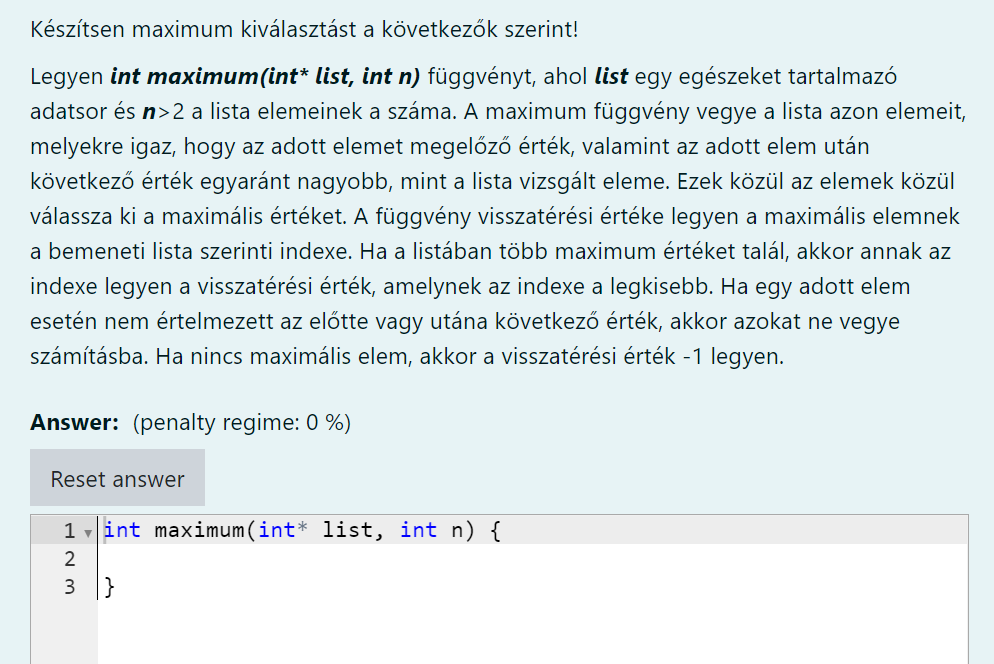 Készítsen maximum kiválasztást a következők szerint!
Legyen int maximum(int* list, int n) függvényt, ahol list egy egészeket tartalmazó
adatsor és n>2 a lista elemeinek a száma. A maximum függvény vegye a lista azon elemeit,
melyekre igaz, hogy az adott elemet megelőző érték, valamint az adott elem után
következő érték egyaránt nagyobb, mint a lista vizsgált eleme. Ezek közül az elemek közül
válassza ki a maximális értéket. A függvény visszatérési értéke legyen a maximális elemnek
a bemeneti lista szerinti indexe. Ha a listában több maximum értéket talál, akkor annak az
indexe legyen a visszatérési érték, amelynek az indexe a legkisebb. Ha egy adott elem
esetén nem értelmezett az előtte vagy utána következő érték, akkor azokat ne vegye
számításba. Ha nincs maximális elem, akkor a visszatérési érték -1 legyen.
Answer: (penalty regime: 0 %)
Reset answer
1 int maximum(int* list, int n) {
2
3 }